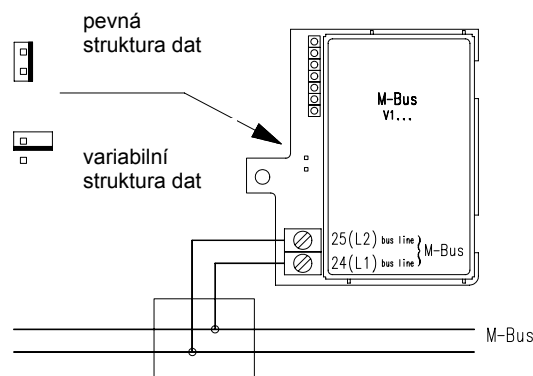 pevná
struktura dat
variabilní
struktura dat
M-Bus
V1...
25(L2) bus line
24(L1) bus line
M-Bus
M-Bus